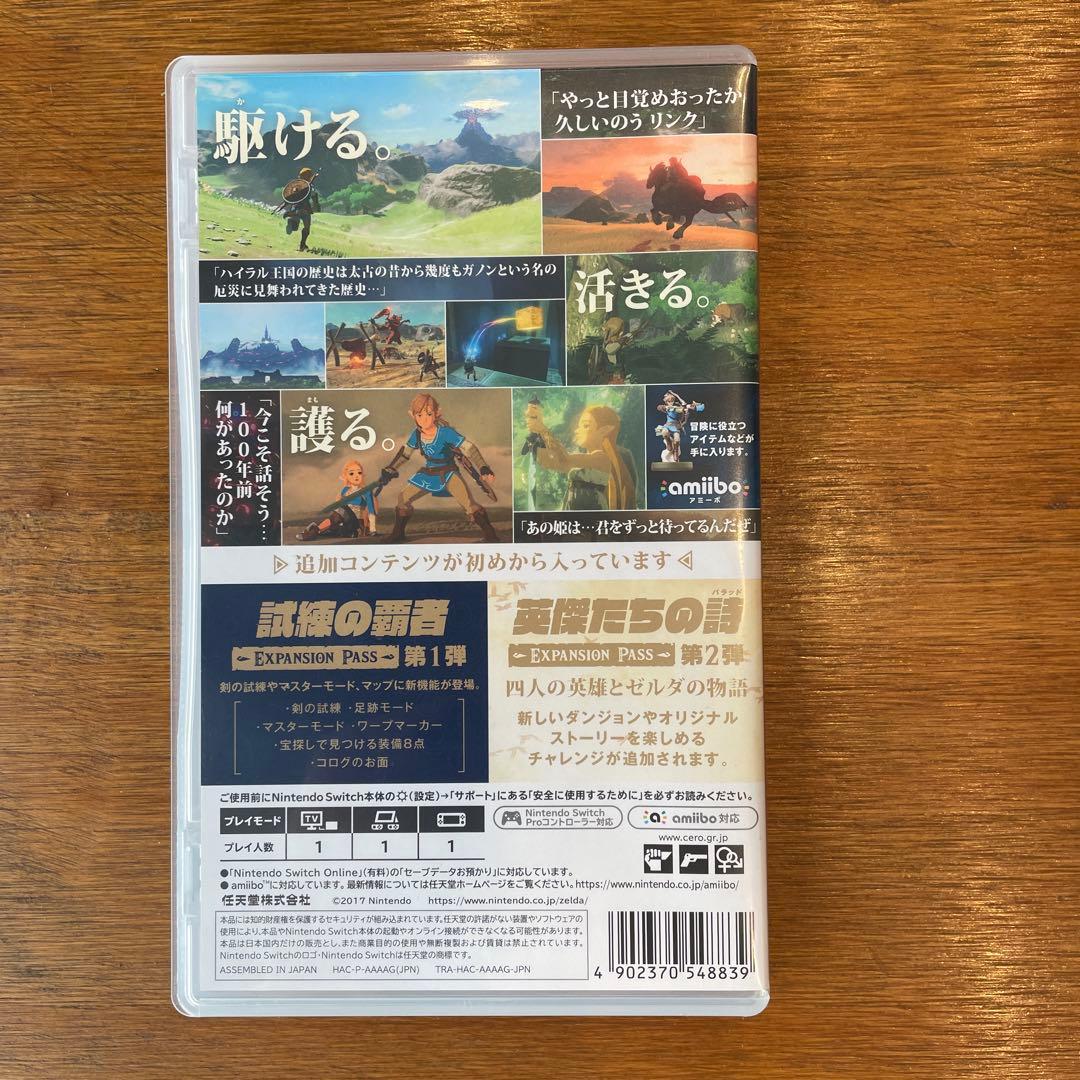 駆ける。
か
「やっと目覚めおったか
久しいのう リンク」
「ハイラル王国の歴史は太古の昔から幾度もガノンという名の
厄災に見舞われてきた歴史…」
活きる。
「今こそ話そう…
100年前
何があったのか」
まも
護る。
冒険に役立つ
アイテムなどが
手に入ります。
amiibo
アミーボ
「あの姫は…君をずっと待ってるんだぜ」
追加コンテンツが初めから入っています
試練の覇者
EXPANSION PASS 第1弾
剣の試練やマスターモード、マップに新機能が登場。
・剣の試練 ・足跡モード
・マスターモード ・ワープマーカー
・宝探しで見つける装備8点
・コログのお面
バラッド
英傑たちの詩
EXPANSION PASS 第2弾
四人の英雄とゼルダの物語
新しいダンジョンやオリジナル
ストーリーを楽しめる
チャレンジが追加されます。
ご使用前にNintendo Switch本体の(設定)→「サポート」にある「安全に使用するために」を必ずお読みください。
プレイモード TV
プレイ人数 1 1 1
Nintendo Switch
Proコントローラー対応
amiibo 対応
www.cero.gr.jp
●「Nintendo Switch Online」(有料)の「セーブデータお預かり」に対応しています。
● amiibo™に対応しています。最新情報については任天堂ホームページをご覧ください。https://www.nintendo.co.jp/amiibo/
任天堂株式会社 ©2017 Nintendo https://www.nintendo.co.jp/zelda/
本品には知的財産権を保護するセキュリティが組み込まれています。任天堂の許諾がない装置やソフトウェアの
使用により、本品やNintendo Switch本体の起動やオンライン接続ができなくなる可能性があります。
本品は日本国内だけの販売とし、また商業目的の使用や無断複製および賃貸は禁止されています。
Nintendo Switchのロゴ・Nintendo Switchは任天堂の商標です。
ASSEMBLED IN JAPAN HAC-P-AAAAG(JPN) TRA-HAC-AAAAG-JPN
4 902370 548839